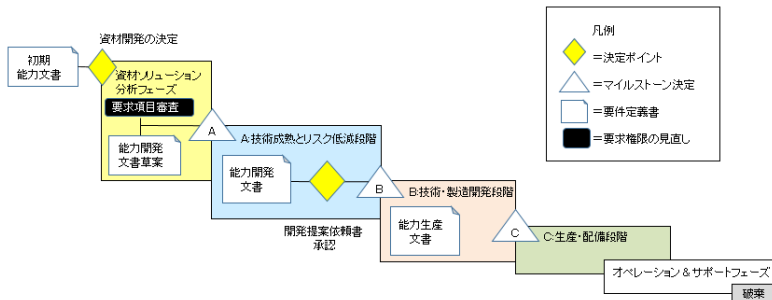 資材開発の決定
初期
能力文書
資材ソリューション
分析フェーズ
要求項目審査
能力開発
文書草案
A
A:技術成熟とリスク低減段階
能力開発
文書
開発提案依頼書
承認
B
B:技術・製造開発段階
能力生産
文書
C
C:生産・配備段階
オペレーション&サポートフェーズ
破棄
凡例
=決定ポイント
=マイルストーン決定
=要件定義書
=要求権限の見直し